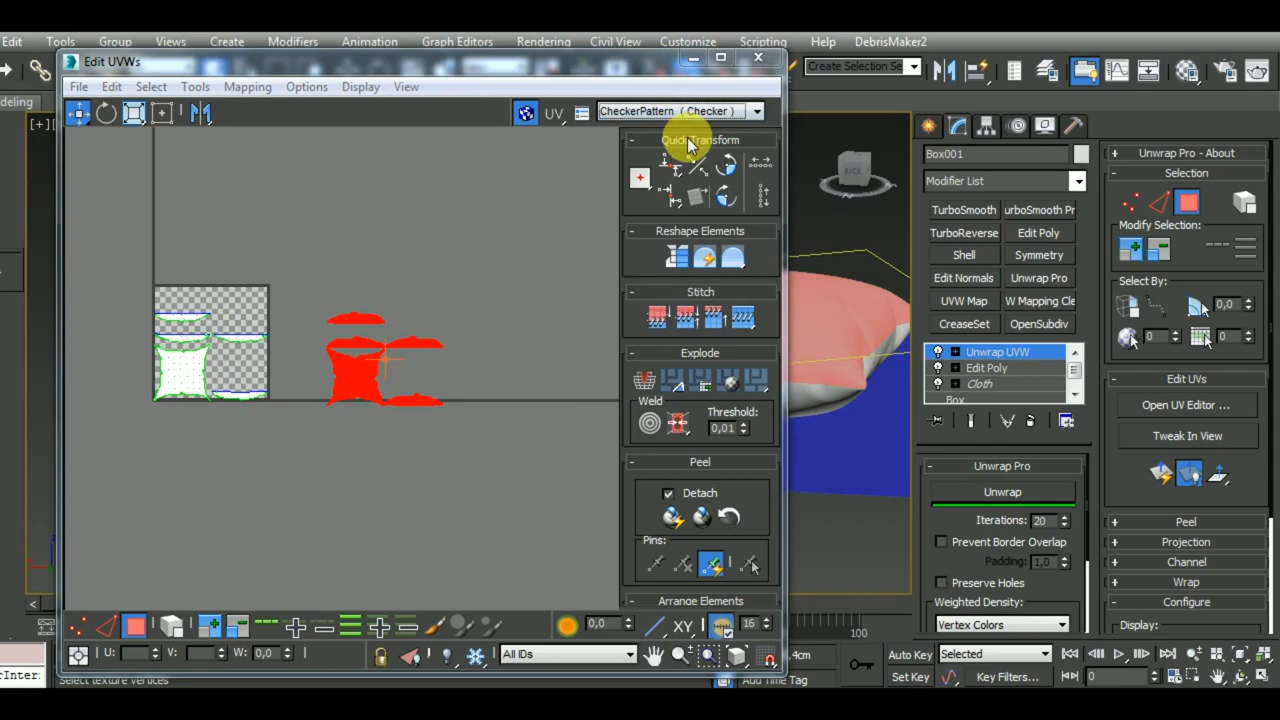 Edit Tools Group Views Create Modifiers Animation Graph Editors Rendering Civil View Customize Scripting Help DebrisMaker2
Edit UVWs
Create Selection Se
File Edit Select Tools Mapping Options Display View
deling
UV CheckerPattern ( Checker )
[+]
Quick Transform
Reshape Elements
Stitch
Explode
Weld
Threshold:
0,01
Peel
Detach
Pins:
Arrange Elements
BACK
Box001
Modifier List
TurboSmooth urboSmooth Pr
TurboReverse Edit Poly
Shell Symmetry
Edit Normals Unwrap Pro
UVW Map W Mapping Cle
CreaseSet OpenSubdiv
Unwrap UVW
Edit Poly
Cloth
Box
Unwrap Pro
Unwrap
Iterations: 20
Prevent Border Overlap
Padding: 1,0
Preserve Holes
Weighted Density:
Vertex Colors
Unwrap Pro - About
Selection
Modify Selection:
Select By:
0,0
0 0
Edit UVs
Open UV Editor ...
Tweak In View
Peel
Projection
Channel
Wrap
Configure
Display:
0,0 XY 16
U: V: W: 0,0 All IDs
100
,4cm Auto Key Selected
Set Key Key Filters... 0
rInter
Select texture vertices
Add Time Tag